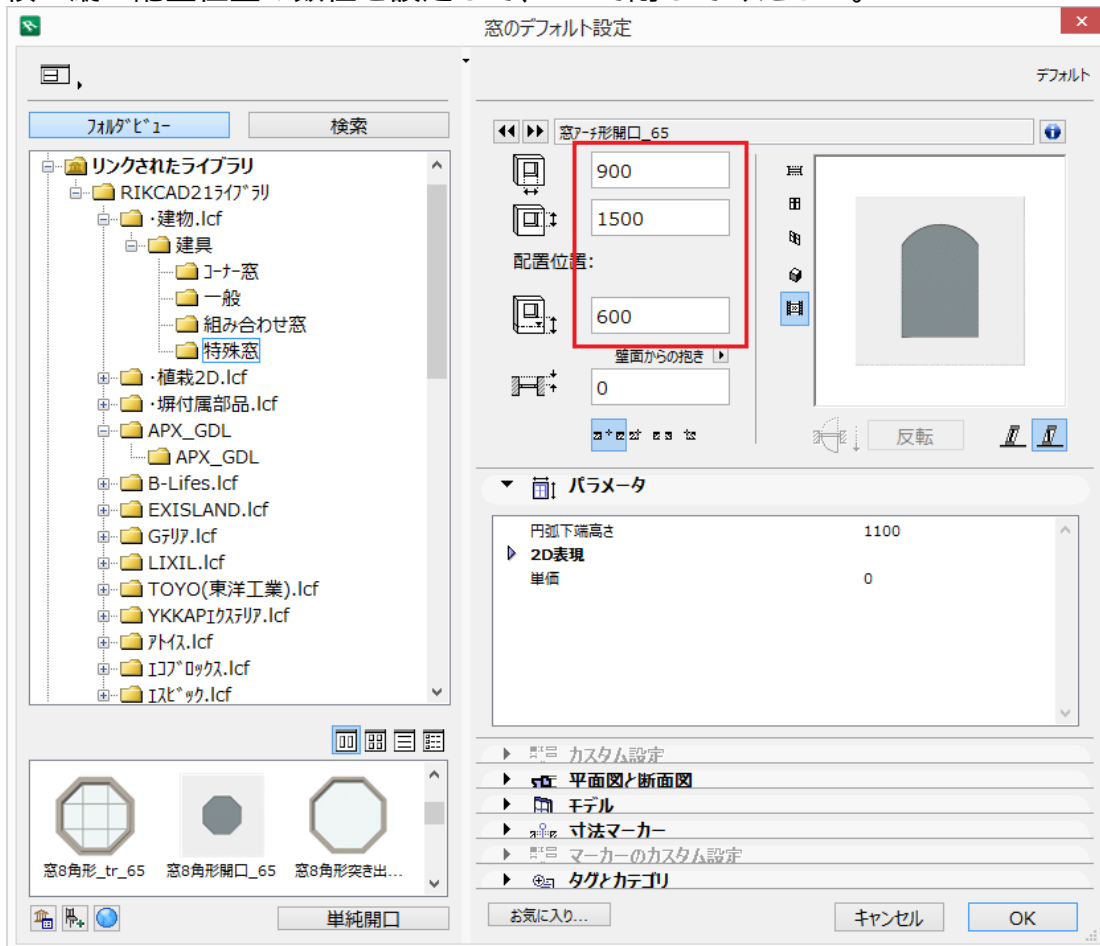 窓のデフォルト設定
デフォルト
ﾌｫﾙﾀﾞﾋﾞｭｰ
検索
窓ｱｰﾁ形開口_65
リンクされたライブラリ
RIKCAD21ﾗｲﾌﾞﾗﾘ
・建物.lcf
建具
ｺｰﾅｰ窓
一般
組み合わせ窓
特殊窓
・植栽2D.lcf
・塀付属部品.lcf
APX_GDL
APX_GDL
B-Lifes.lcf
EXISLAND.lcf
Gﾃﾘｱ.lcf
LIXIL.lcf
TOYO(東洋工業).lcf
YKKAPｴｸｽﾃﾘｱ.lcf
ｱﾄｲｽ.lcf
ｴｺﾌﾞﾛｯｸｽ.lcf
ｴｽﾋﾞｯｸ.lcf
窓8角形_tr_65
窓8角形開口_65
窓8角形突き出...
単純開口
900
1500
配置位置:
600
壁面からの抱き
0
反転
パラメータ
円弧下端高さ 1100
2D表現
単価 0
カスタム設定
平面図と断面図
モデル
寸法マーカー
マーカーのカスタム設定
タグとカテゴリ
お気に入り...
キャンセル
OK